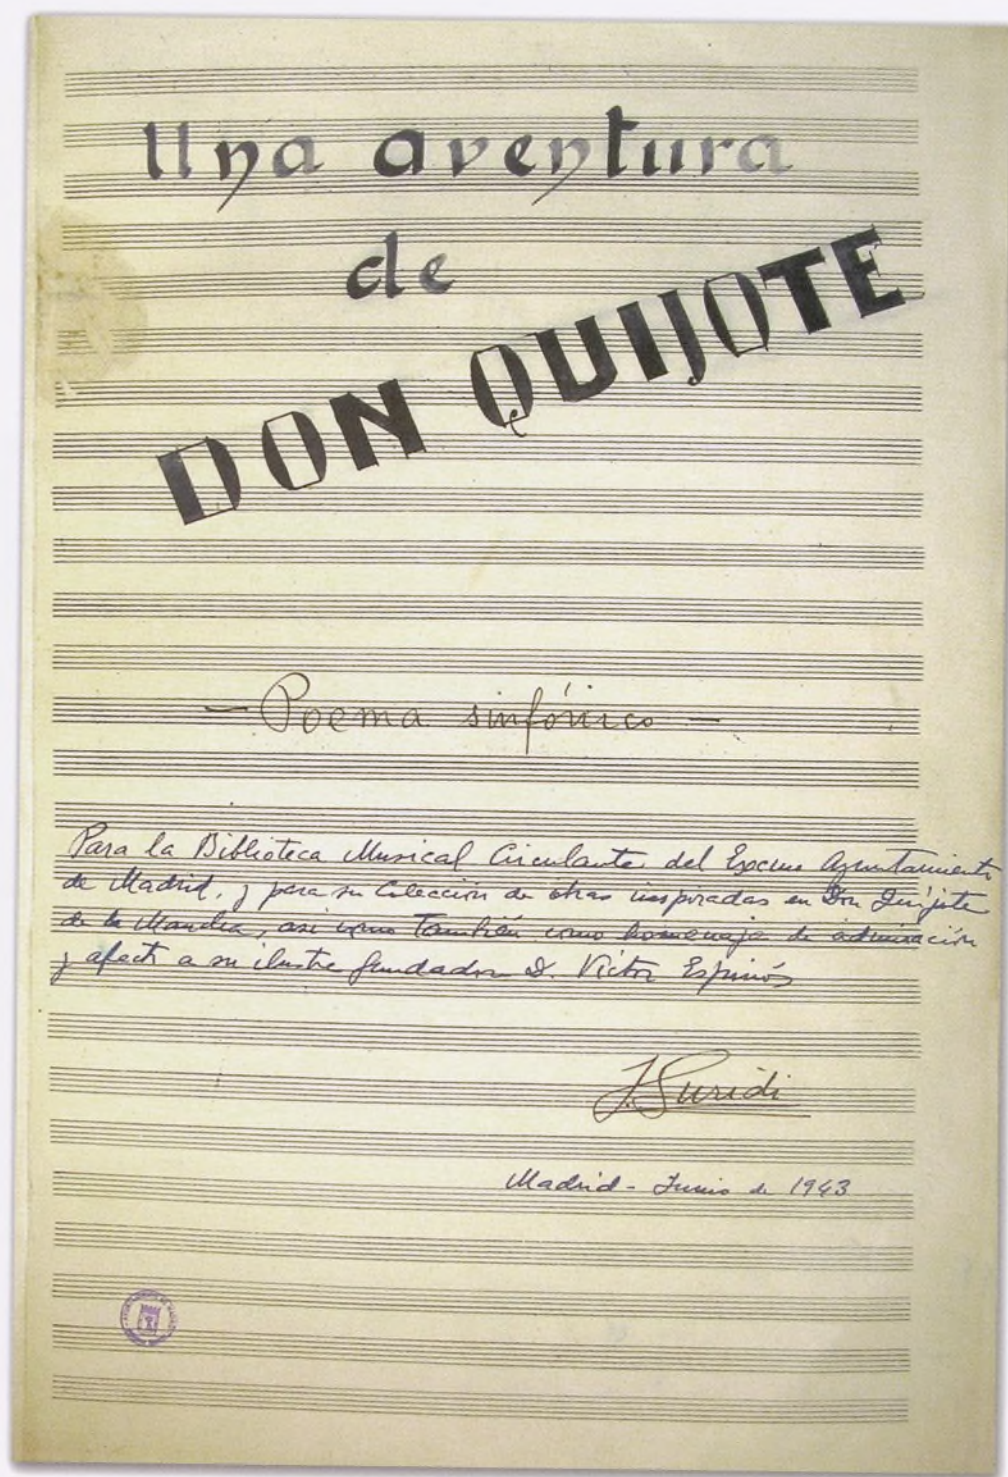 Una aventura
de
DON QUIJOTE
— Poema sinfónico —
Para la Biblioteca Musical Circulante del Excmo Ayuntamiento
de Madrid, y para su Colección de obras inspiradas en Don Quijote
de la Mancha, así como también como homenaje de admiración
y afecto a su ilustre fundador D. Víctor Espinós
J. Guridi
Madrid - Junio de 1943